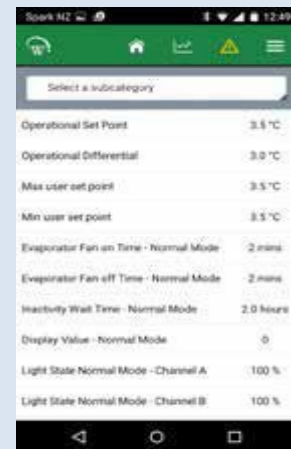 Spark NZ 12:49
Select a subcategory
Operational Set Point 3.5 °C
Operational Differential 3.0 °C
Max user set point 3.5 °C
Min user set point 3.5 °C
Evaporator Fan on Time - Normal Mode 2 mins
Evaporator Fan off Time - Normal Mode 2 mins
Inactivity Wait Time - Normal Mode 2.0 hours
Display Value - Normal Mode 0
Light State Normal Mode - Channel A 100 %
Light State Normal Mode - Channel B 100 %